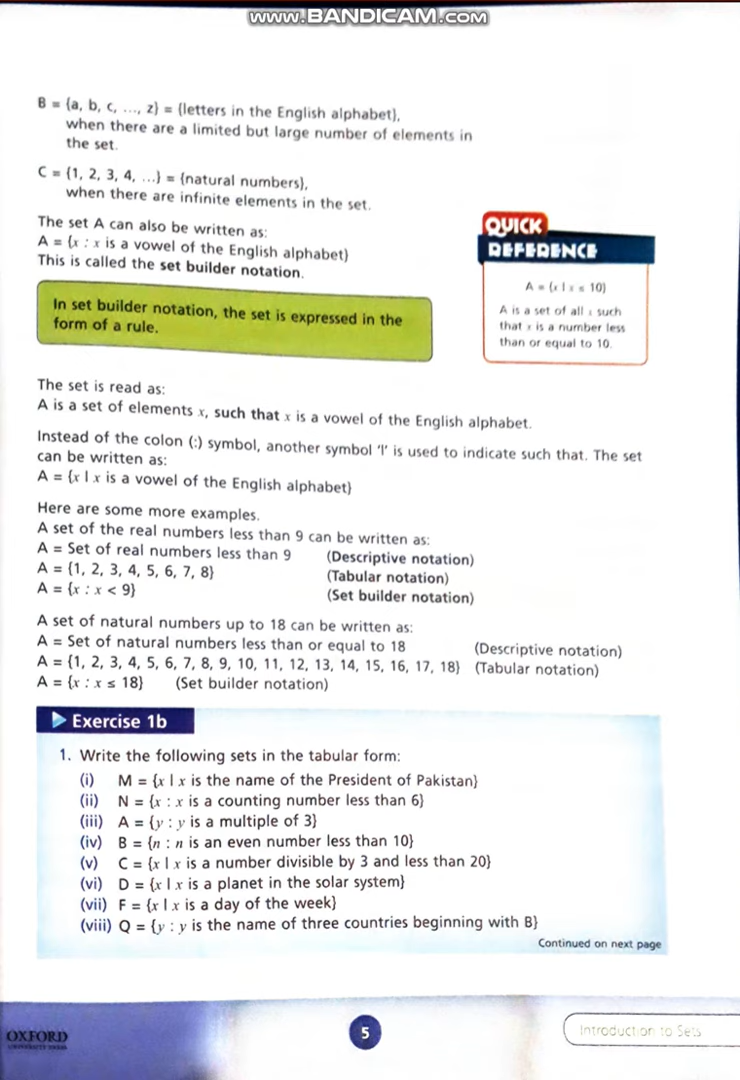 www.BANDICAM.com
B = {a, b, c, ..., z} = {letters in the English alphabet},
when there are a limited but large number of elements in
the set.
C = {1, 2, 3, 4, ...} = {natural numbers},
when there are infinite elements in the set.
The set A can also be written as:
A = {x : x is a vowel of the English alphabet}
This is called the set builder notation.
In set builder notation, the set is expressed in the
form of a rule.
QUICK
REFERENCE
A = {x | x ≤ 10}
A is a set of all x such
that x is a number less
than or equal to 10.
The set is read as:
A is a set of elements x, such that x is a vowel of the English alphabet.
Instead of the colon (:) symbol, another symbol '|' is used to indicate such that. The set
can be written as:
A = {x | x is a vowel of the English alphabet}
Here are some more examples.
A set of the real numbers less than 9 can be written as:
A = Set of real numbers less than 9 (Descriptive notation)
A = {1, 2, 3, 4, 5, 6, 7, 8} (Tabular notation)
A = {x : x < 9} (Set builder notation)
A set of natural numbers up to 18 can be written as:
A = Set of natural numbers less than or equal to 18 (Descriptive notation)
A = {1, 2, 3, 4, 5, 6, 7, 8, 9, 10, 11, 12, 13, 14, 15, 16, 17, 18} (Tabular notation)
A = {x : x ≤ 18} (Set builder notation)
Exercise 1b
1. Write the following sets in the tabular form:
(i) M = {x | x is the name of the President of Pakistan}
(ii) N = {x : x is a counting number less than 6}
(iii) A = {y : y is a multiple of 3}
(iv) B = {n : n is an even number less than 10}
(v) C = {x | x is a number divisible by 3 and less than 20}
(vi) D = {x | x is a planet in the solar system}
(vii) F = {x | x is a day of the week}
(viii) Q = {y : y is the name of three countries beginning with B}
Continued on next page
OXFORD
UNIVERSITY PRESS
5
Introduction to Sets